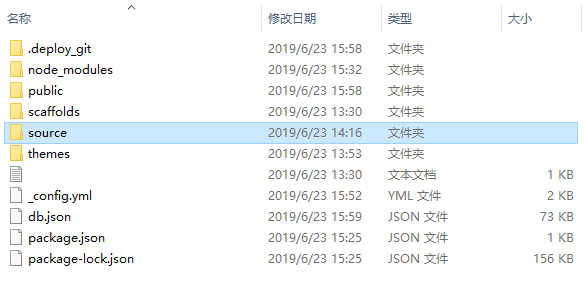 名称 修改日期 类型 大小
.deploy_git 2019/6/23 15:58 文件夹
node_modules 2019/6/23 15:32 文件夹
public 2019/6/23 15:58 文件夹
scaffolds 2019/6/23 13:30 文件夹
source 2019/6/23 14:16 文件夹
themes 2019/6/23 13:53 文件夹
2019/6/23 13:30 文本文档 1 KB
_config.yml 2019/6/23 15:52 YML 文件 2 KB
db.json 2019/6/23 15:59 JSON 文件 73 KB
package.json 2019/6/23 15:25 JSON 文件 1 KB
package-lock.json 2019/6/23 15:25 JSON 文件 156 KB